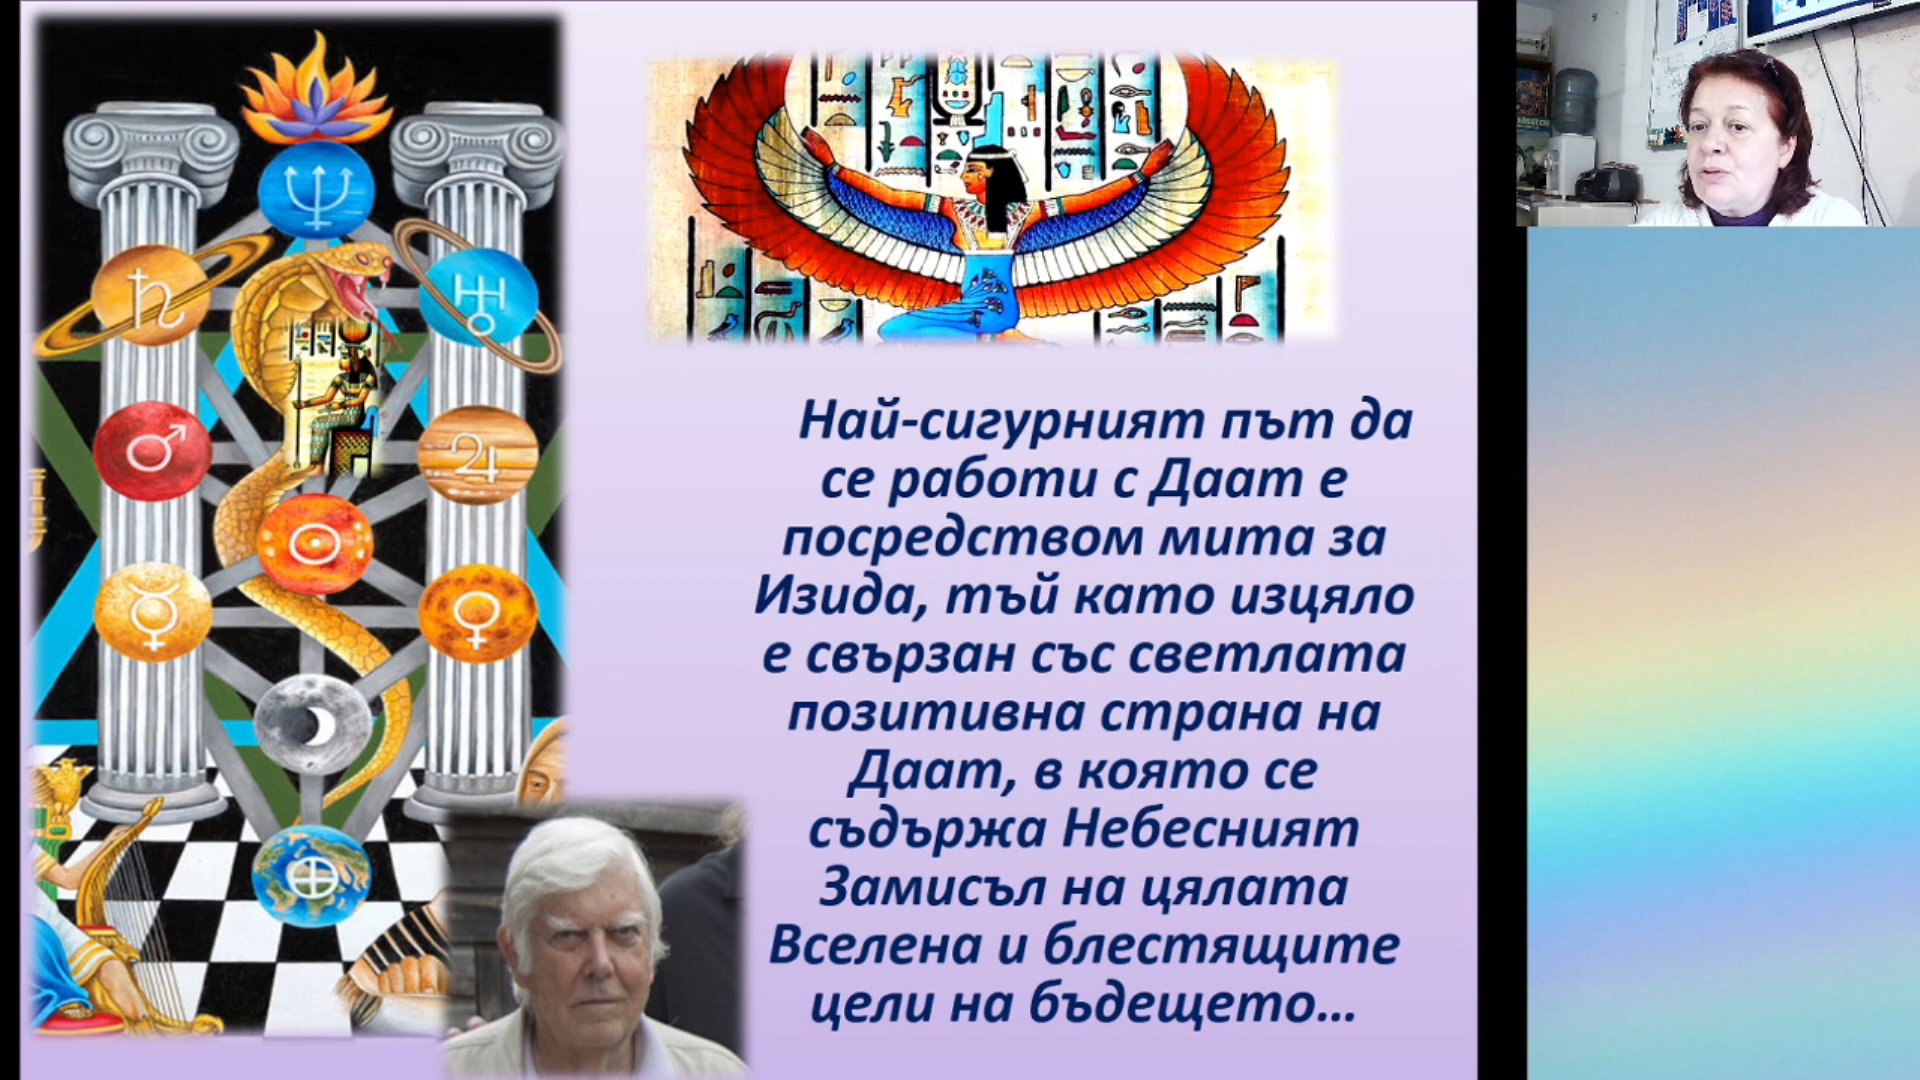 Най-сигурният път да
се работи с Даат е
посредством мита за
Изида, тъй като изцяло
е свързан със светлата
позитивна страна на
Даат, в която се
съдържа Небесният
Замисъл на цялата
Вселена и блестящите
цели на бъдещето...